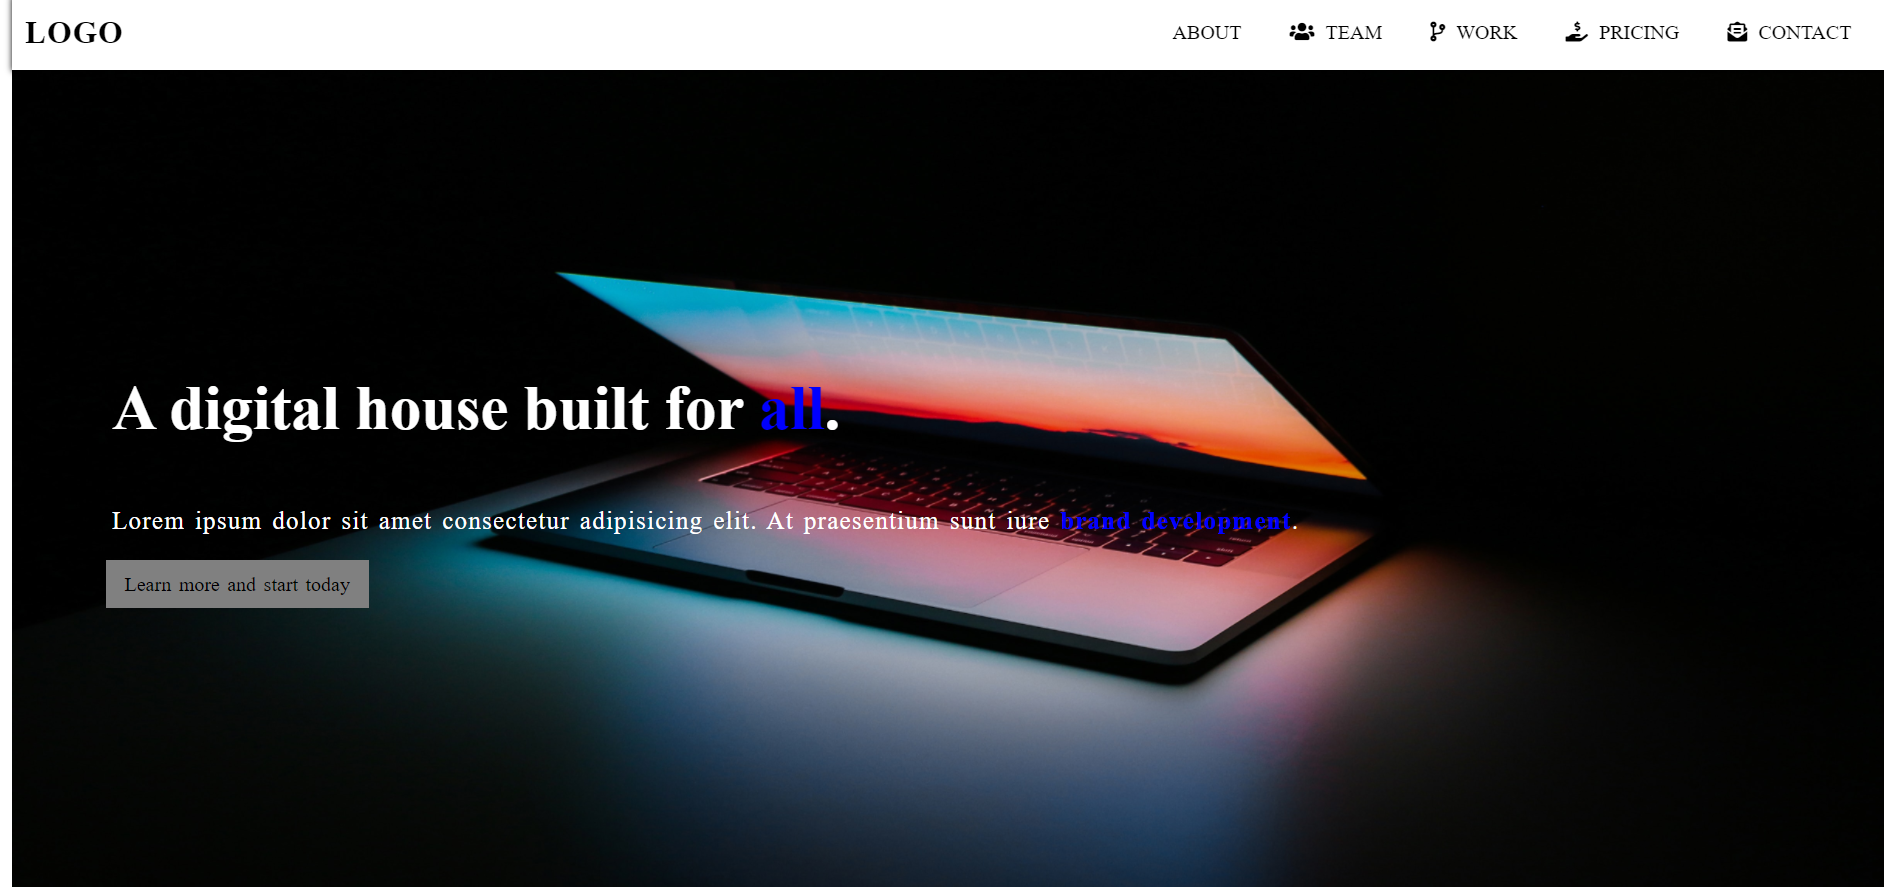 LOGO
ABOUT TEAM WORK PRICING CONTACT
A digital house built for all.
Lorem ipsum dolor sit amet consectetur adipisicing elit. At praesentium sunt iure brand development.
Learn more and start today